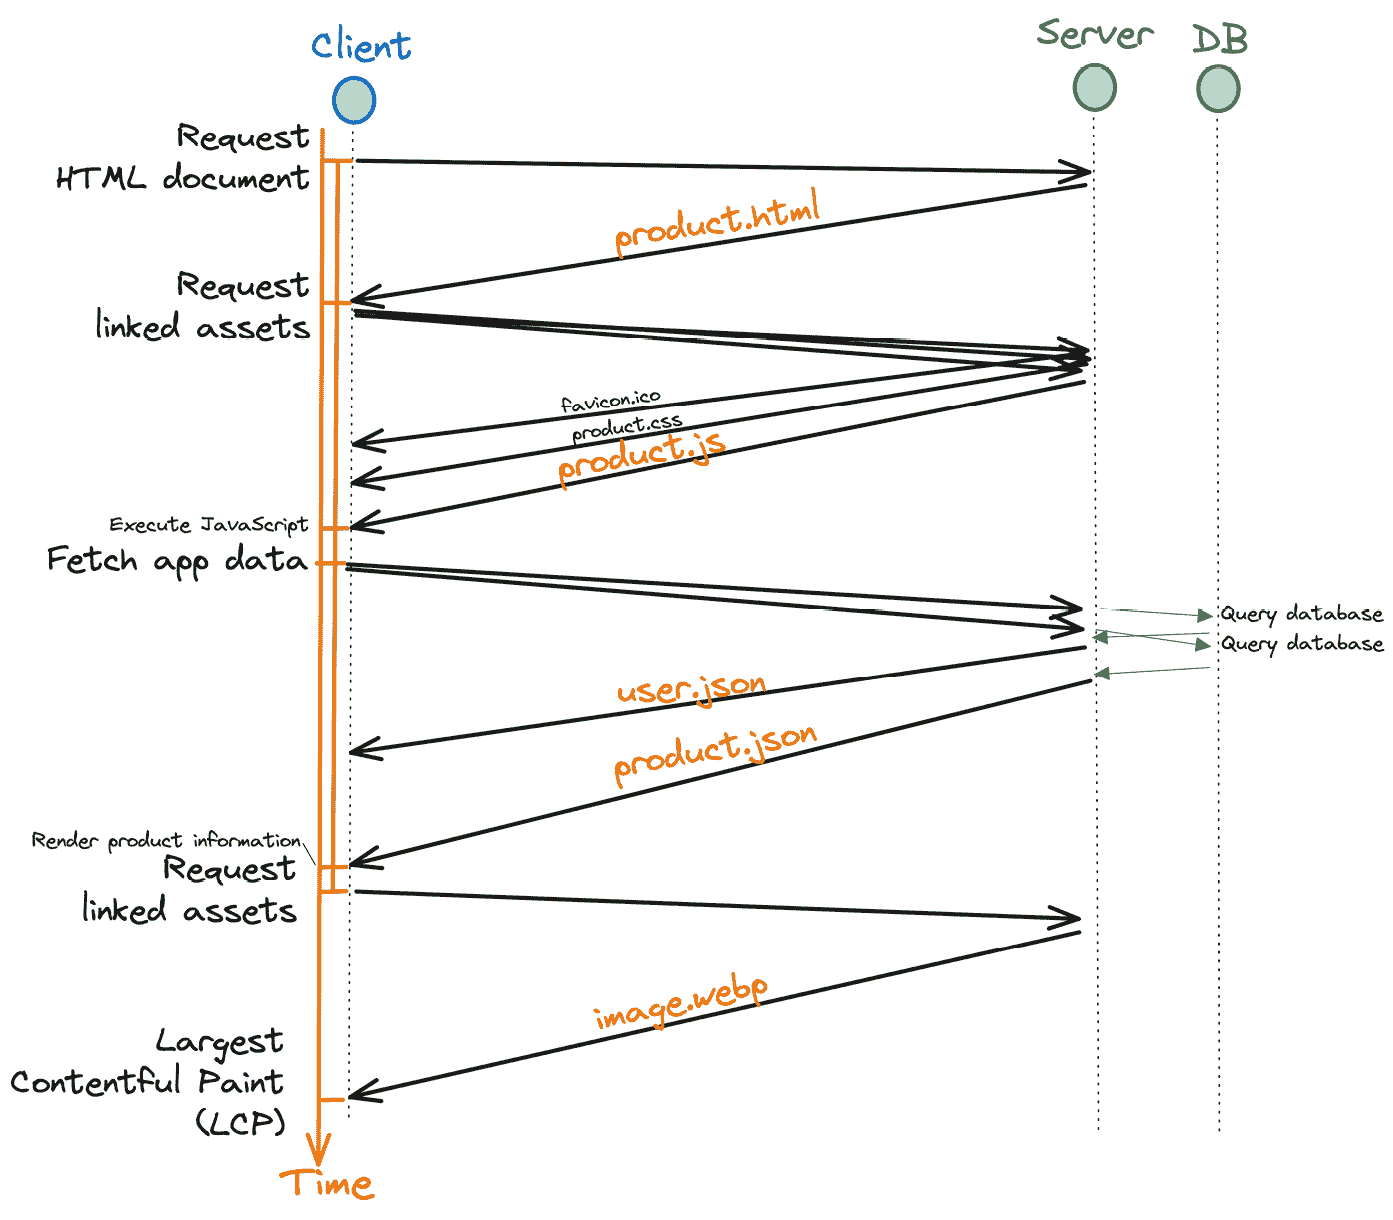 Client
Server
DB
Request
HTML document
product.html
Request
linked assets
favicon.ico
product.css
product.js
Execute JavaScript
Fetch app data
Query database
Query database
user.json
product.json
Render product information
Request
linked assets
image.webp
Largest
Contentful Paint
(LCP)
Time